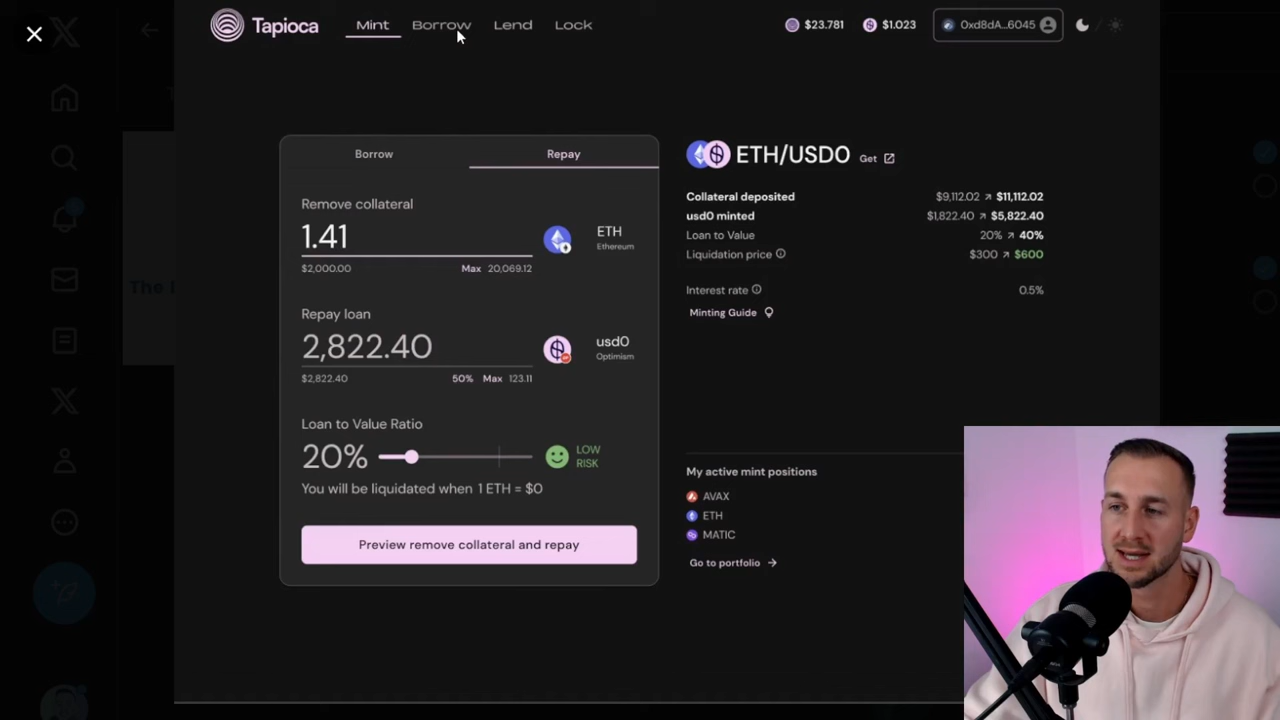 Tapioca
Mint Borrow Lend Lock
$23.781 $1.023 0xd8dA...6045
Borrow Repay
Remove collateral
1.41
ETH
Ethereum
$2,000.00 Max 20,069.12
Repay loan
2,822.40
usd0
Optimism
$2,822.40 50% Max 123.11
Loan to Value Ratio
20%
LOW
RISK
You will be liquidated when 1 ETH = $0
Preview remove collateral and repay
ETH/USD0 Get
Collateral deposited $9,112.02 ↗ $11,112.02
usd0 minted $1,822.40 ↗ $5,822.40
Loan to Value 20% ↗ 40%
Liquidation price $300 ↗ $600
Interest rate 0.5%
Minting Guide
My active mint positions
AVAX
ETH
MATIC
Go to portfolio →